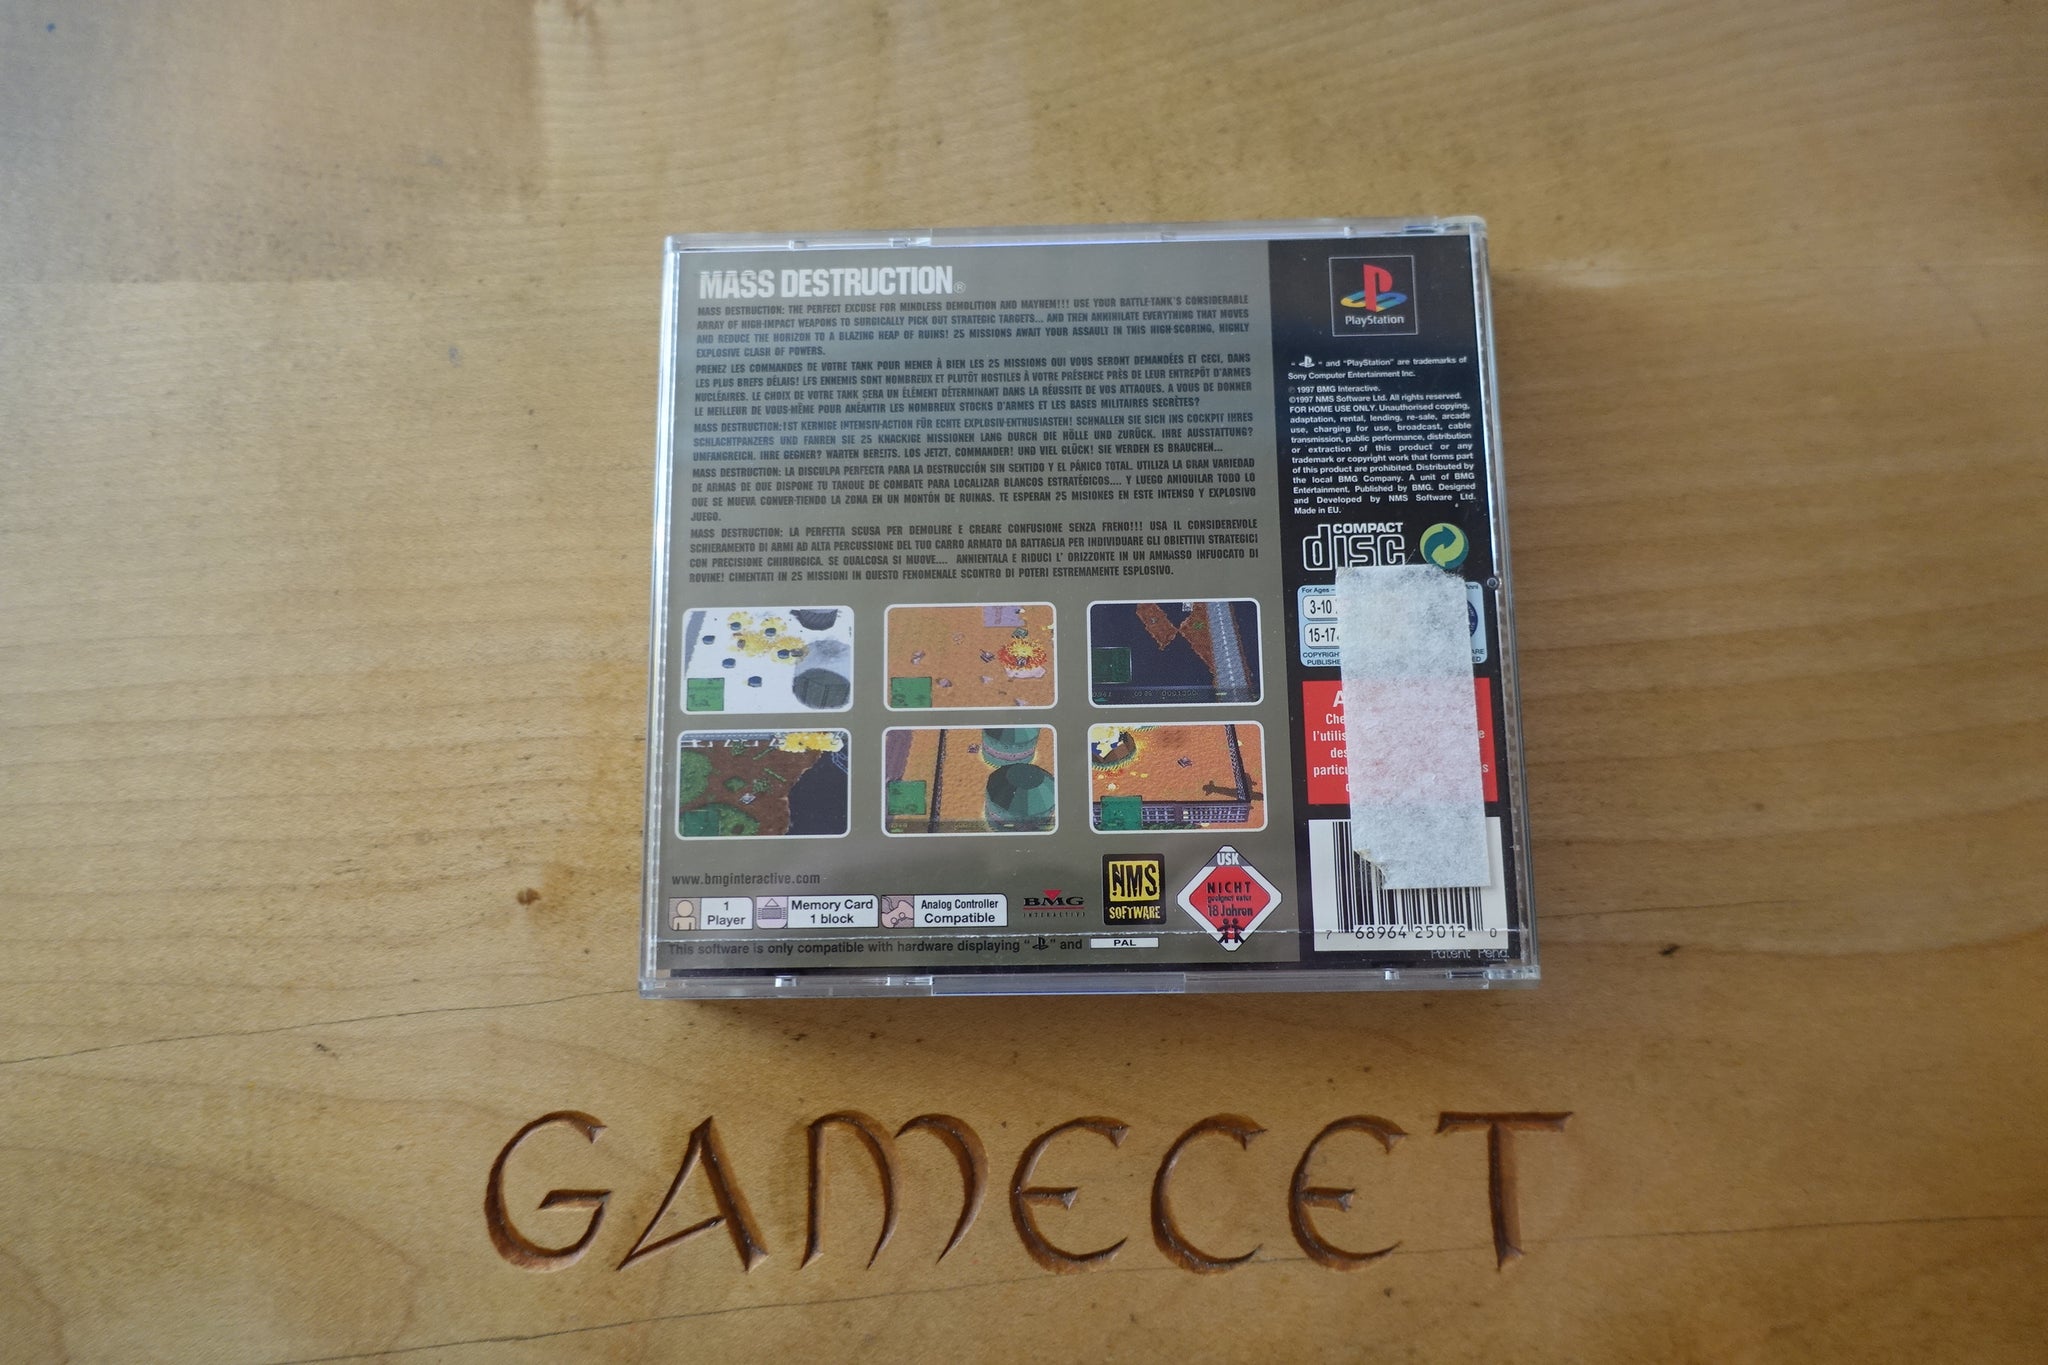 MASS DESTRUCTION®
MASS DESTRUCTION: THE PERFECT EXCUSE FOR MINDLESS DEMOLITION AND MAYHEM!!! USE YOUR BATTLE-TANK'S CONSIDERABLE
ARRAY OF HIGH-IMPACT WEAPONS TO SURGICALLY PICK OUT STRATEGIC TARGETS... AND THEN ANNINILATE EVERYTHING THAT MOVES
AND REDUCE THE HORIZON TO A BLAZING HEAP OF RUINS! 25 MISSIONS AWAIT YOUR ASSAULT IN THIS HIGH-SCORING, HIGHLY
EXPLOSIVE CLASH OF POWERS.
PRENEZ LES COMMANDES DE VOTRE TANK POUR MENER À BIEN LES 25 MISSIONS QUI VOUS SERONT DEMANDÉES ET CECI, DANS
LES PLUS BREFS DÉLAIS! LFS ENNEMIS SONT NOMBREUX ET PLUTÔT HOSTILES À VOTRE PRÉSENCE PRÈS DE LEUR ENTREPÔT D'ARMES
NUCLÉAIRES. LE CHOIX DE VOTRE TANK SERA UN ÉLÉMENT DÉTERMINANT DANS LA RÉUSSITE DE VOS ATTAQUES. A VOUS DE DONNER
LE MEILLEUR DE VOUS-MÊME POUR ANÉANTIR LES NOMBREUX STOCKS D'ARMES ET LES BASES MILITAIRES SECRÈTES?
MASS DESTRUCTION:IST KERNIGE INTENSIV-ACTION FÜR ECHTE EXPLOSIV-ENTHUSIASTEN! SCHNALLEN SIE SICH INS COCKPIT IHRES
SCHLACHTPANZERS UND FAHREN SIE 25 KNACKIGE MISSIONEN LANG DURCH DIE HÖLLE UND ZURÜCK. IHRE AUSSTATTUNG?
UMFANGREICH. IHRE GEGNER? WARTEN BEREITS. LOS JETZT, COMMANDER! UND VIEL GLÜCK! SIE WERDEN ES BRAUCHEN...
MASS DESTRUCTION: LA DISCULPA PERFECTA PARA LA DESTRUCCIÓN SIN SENTIDO Y EL PÁNICO TOTAL. UTILIZA LA GRAN VARIEDAD
DE ARMAS DE QUE DISPONE TU TANQUE DE COMBATE PARA LOCALIZAR BLANCOS ESTRATÉGICOS.... Y LUEGO ANIQUILAR TODO LO
QUE SE MUEVA CONVER-TIENDO LA ZONA EN UN MONTÓN DE RUINAS. TE ESPERAN 25 MISIOKES EN ESTE INTENSO Y EXPLOSIVO
JUEGO.
MASS DESTRUCTION: LA PERFETTA SCUSA PER DEMOLIRE E CREARE CONFUSIONE SENZA FRENO!!! USA IL CONSIDEREVOLE
SCHIERAMENTO DI ARMI AD ALTA PERCUSSIONE DEL TUO CARRO ARMATO DA BATTAGLIA PER INDIVIDUARE GLI OBIETTIVI STRATEGICI
CON PRECISIONE CHIRURGICA. SE QUALCOSA SI MUOVE.... ANNIENTALA E RIDUCI L' ORIZZONTE IN UN AMNASSO INFUOCATO DI
ROVINE! CIMENTATI IN 25 MISSIONI IN QUESTO FENOMENALE SCONTRO DI POTERI ESTREMAMENTE ESPLOSIVO.
www.bmginteractive.com
1
Player
Memory Card
1 block
Analog Controller
Compatible
BMG
INTERACTIVE
NMS
SOFTWARE
USK
NICHT
geeignet unter
18 Jahren
This software is only compatible with hardware displaying " " and PAL
PlayStation
" " and "PlayStation" are trademarks of
Sony Computer Entertainment Inc.
℗ 1997 BMG Interactive.
©1997 NMS Software Ltd. All rights reserved.
FOR HOME USE ONLY. Unauthorised copying,
adaptation, rental, lending, re-sale, arcade
use, charging for use, broadcast, cable
transmission, public performance, distribution
or extraction of this product or any
trademark or copyright work that forms part
of this product are prohibited. Distributed by
the local BMG Company. A unit of BMG
Entertainment. Published by BMG. Designed
and Developed by NMS Software Ltd.
Made in EU.
COMPACT
disc
For Ages
3-10
15-17
COPYRIGH
PUBLISHE
A
Che
l'utilis
des
particu
7 68964 25012 0
Patent Pend.
GAMECET